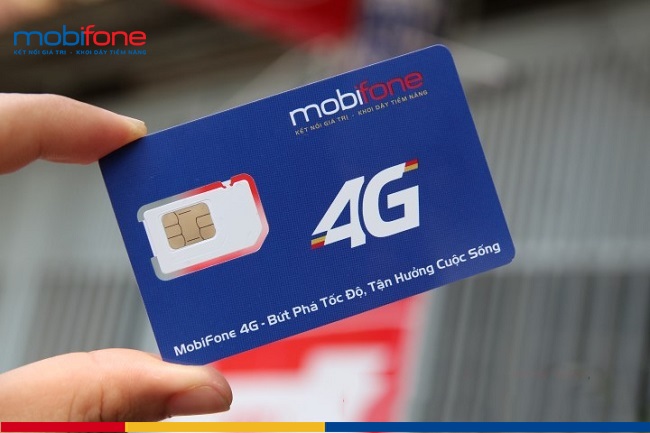 mobifone
KẾT NỐI GIÁ TRỊ - KHƠI DẬY TIỀM NĂNG
mobifone
KẾT NỐI GIÁ TRỊ - KHƠI DẬY TIỀM NĂNG
4G
MobiFone 4G - Bứt Phá Tốc Độ, Tận Hưởng Cuộc Sống